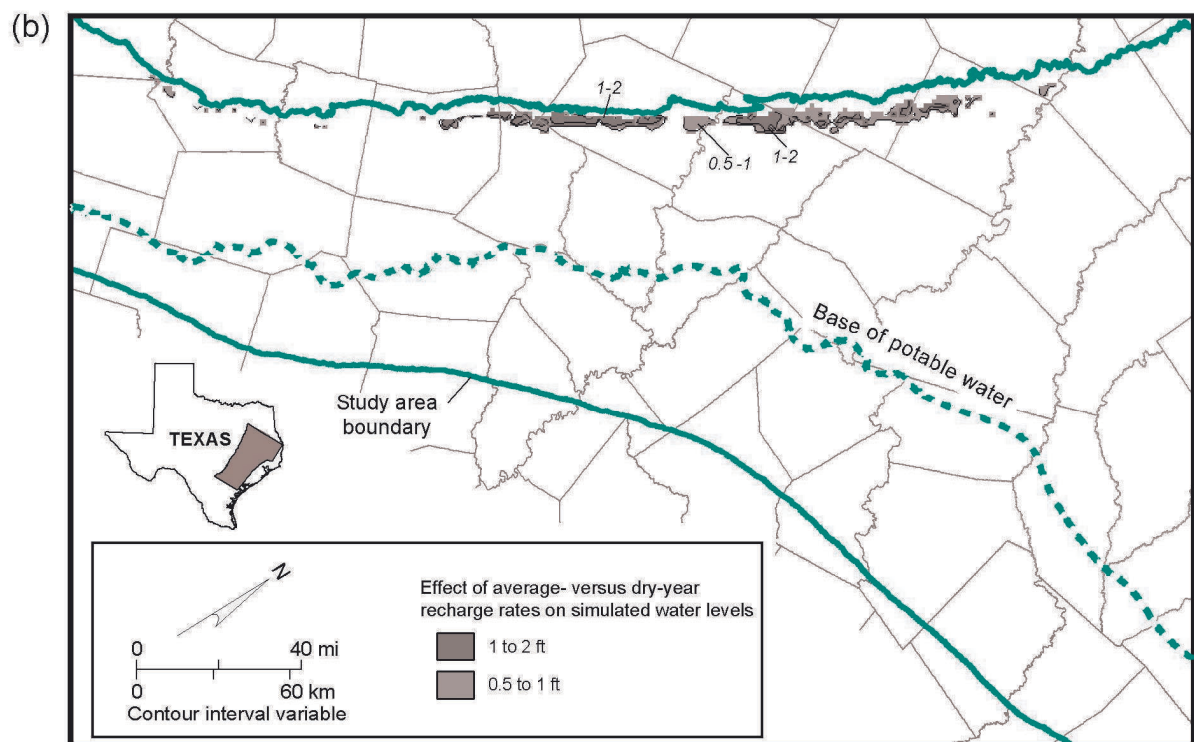 (b)
1-2
0.5 -1
1-2
Base of potable water
Study area
boundary
TEXAS
N
0 40 mi
0 60 km
Contour interval variable
Effect of average- versus dry-year
recharge rates on simulated water levels
1 to 2 ft
0.5 to 1 ft